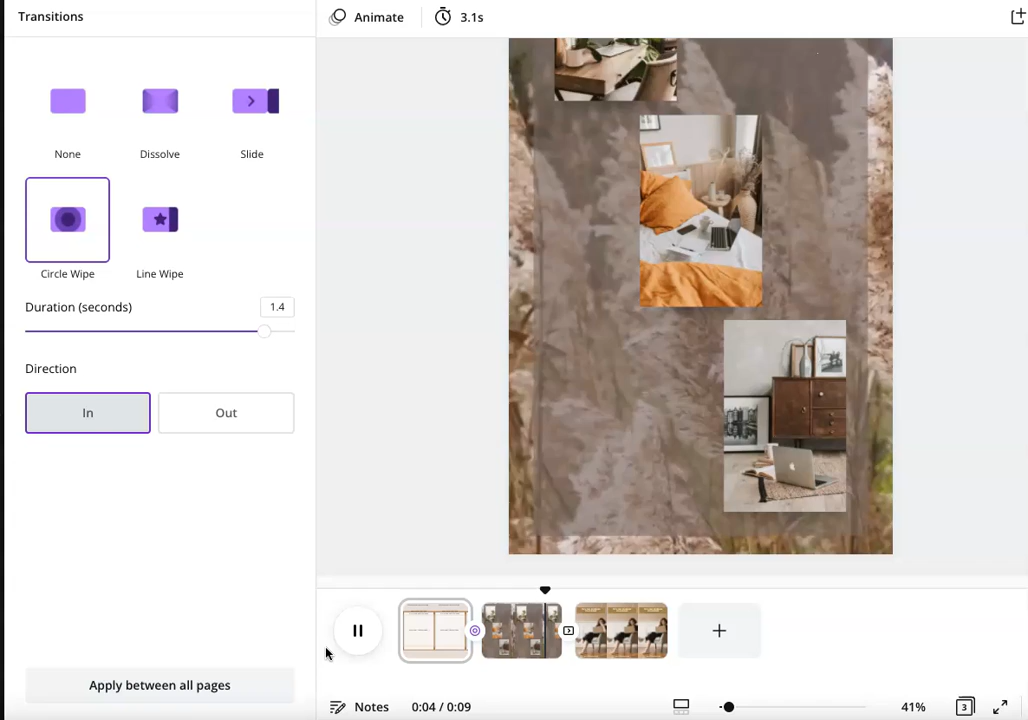 Transitions
Animate
3.1s
None
Dissolve
Slide
Circle Wipe
Line Wipe
Duration (seconds)
1.4
Direction
In
Out
Apply between all pages
Notes
0:04 / 0:09
41%
3